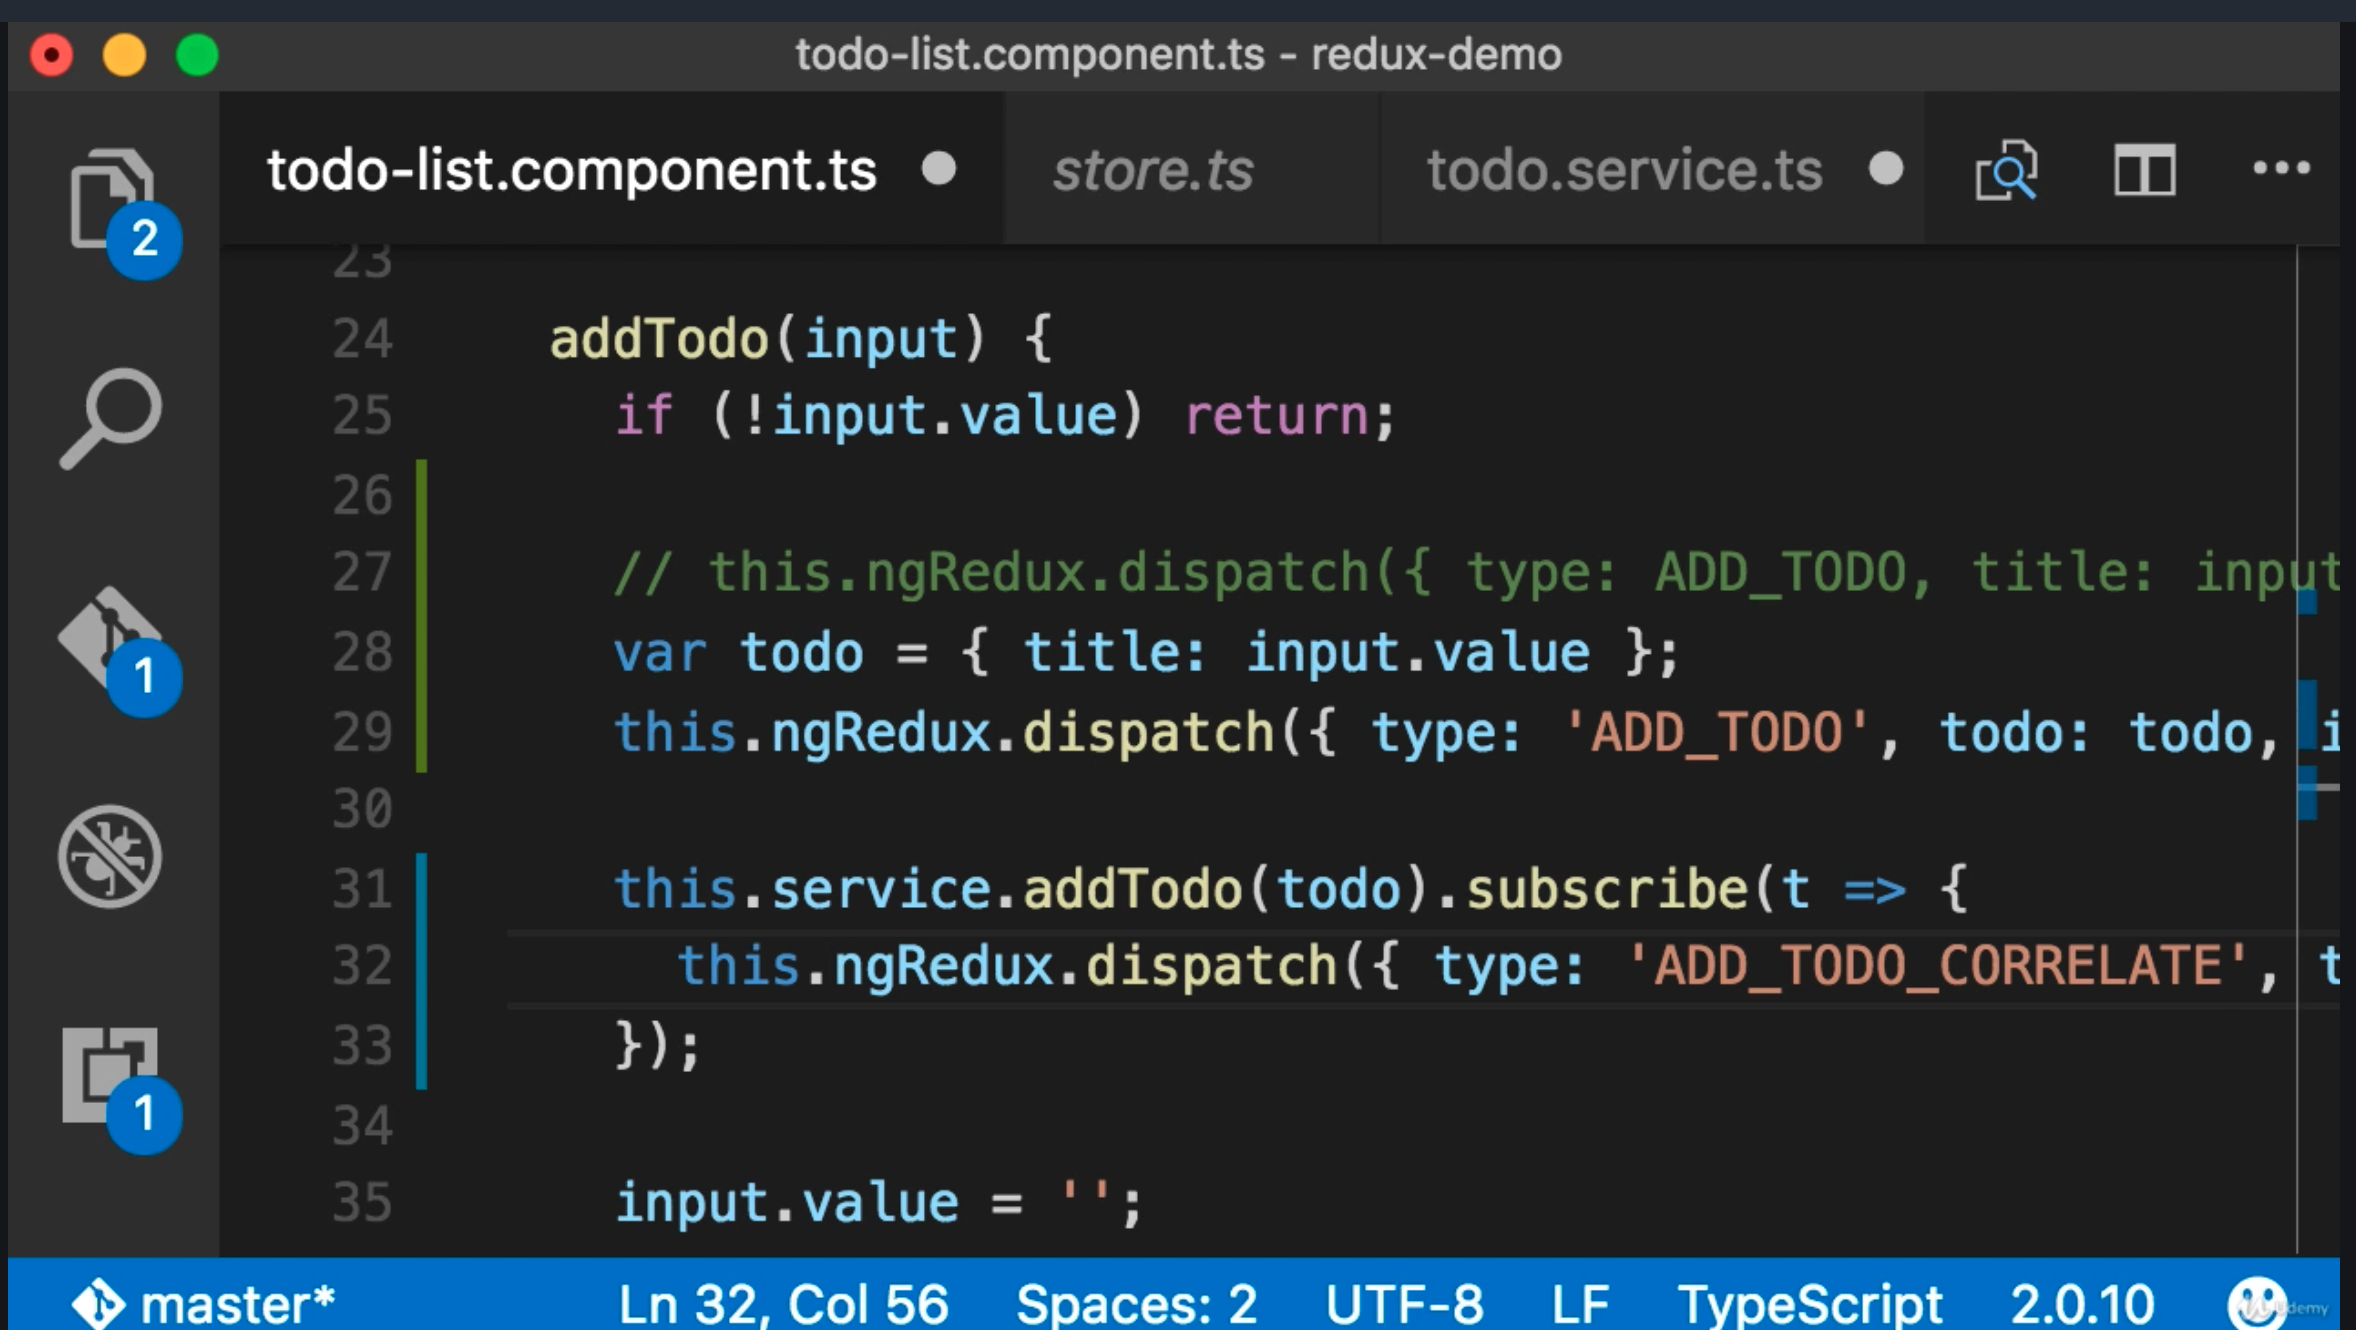 todo-list.component.ts - redux-demo
todo-list.component.ts store.ts todo.service.ts
2
1
1
23
24 addTodo(input) {
25 if (!input.value) return;
26
27 // this.ngRedux.dispatch({ type: ADD_TODO, title: input
28 var todo = { title: input.value };
29 this.ngRedux.dispatch({ type: 'ADD_TODO', todo: todo, i
30
31 this.service.addTodo(todo).subscribe(t => {
32 this.ngRedux.dispatch({ type: 'ADD_TODO_CORRELATE', t
33 });
34
35 input.value = '';
master* Ln 32, Col 56 Spaces: 2 UTF-8 LF TypeScript 2.0.10
Udemy